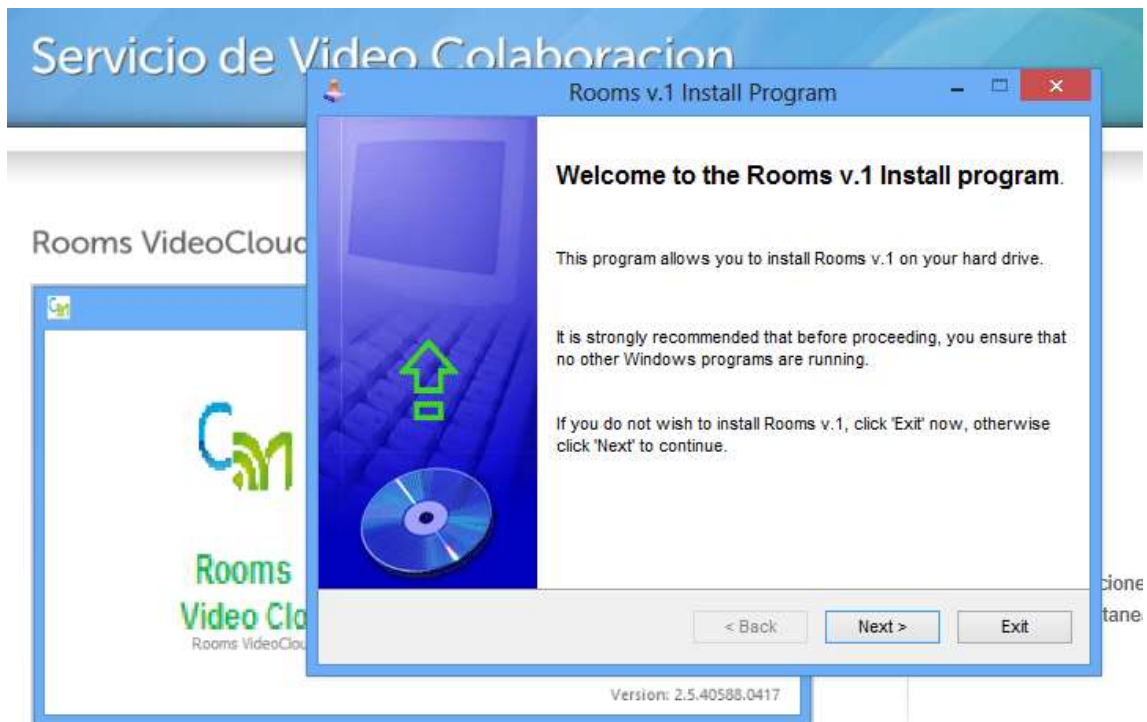 Servicio de Video Colaboracion
Rooms v.1 Install Program
Welcome to the Rooms v.1 Install program.
This program allows you to install Rooms v.1 on your hard drive.
It is strongly recommended that before proceeding, you ensure that
no other Windows programs are running.
If you do not wish to install Rooms v.1, click 'Exit' now, otherwise
click 'Next' to continue.
< Back
Next >
Exit
Rooms VideoCloud
Rooms
Video Clo
Rooms VideoClou
Version: 2.5.40588.0417
cione
tane